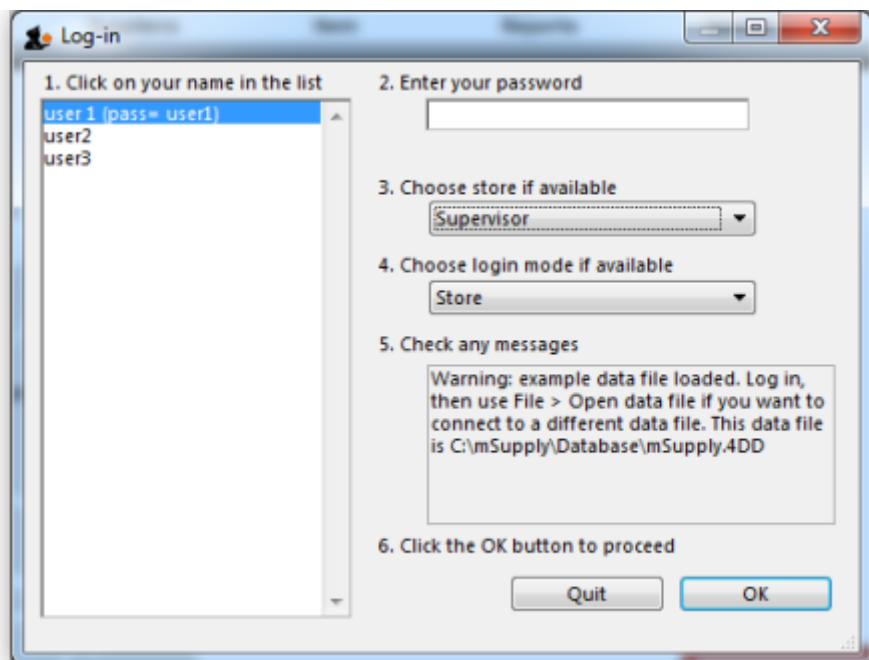 Log-in
1. Click on your name in the list
user 1 (pass= user1)
user2
user3
2. Enter your password
3. Choose store if available
Supervisor
4. Choose login mode if available
Store
5. Check any messages
Warning: example data file loaded. Log in,
then use File > Open data file if you want to
connect to a different data file. This data file
is C:\mSupply\Database\mSupply.4DD
6. Click the OK button to proceed
Quit
OK